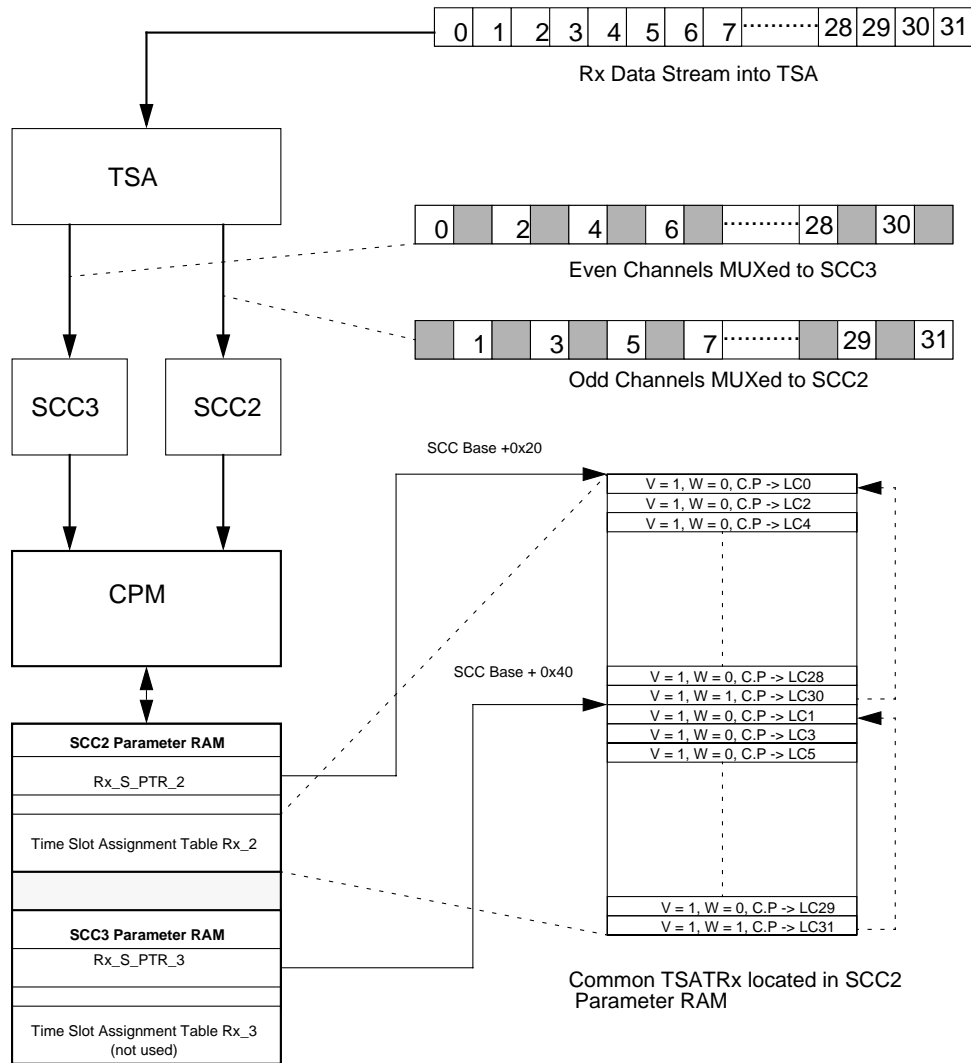 0 1 2 3 4 5 6 7 28 29 30 31
Rx Data Stream into TSA
TSA
0 2 4 6 28 30
Even Channels MUXed to SCC3
1 3 5 7 29 31
Odd Channels MUXed to SCC2
SCC3
SCC2
SCC Base +0x20
V = 1, W = 0, C.P -> LC0
V = 1, W = 0, C.P -> LC2
V = 1, W = 0, C.P -> LC4
CPM
SCC Base + 0x40
V = 1, W = 0, C.P -> LC28
V = 1, W = 1, C.P -> LC30
V = 1, W = 0, C.P -> LC1
V = 1, W = 0, C.P -> LC3
V = 1, W = 0, C.P -> LC5
V = 1, W = 0, C.P -> LC29
V = 1, W = 1, C.P -> LC31
SCC2 Parameter RAM
Rx_S_PTR_2
Time Slot Assignment Table Rx_2
SCC3 Parameter RAM
Rx_S_PTR_3
Time Slot Assignment Table Rx_3
(not used)
Common TSATRx located in SCC2
Parameter RAM